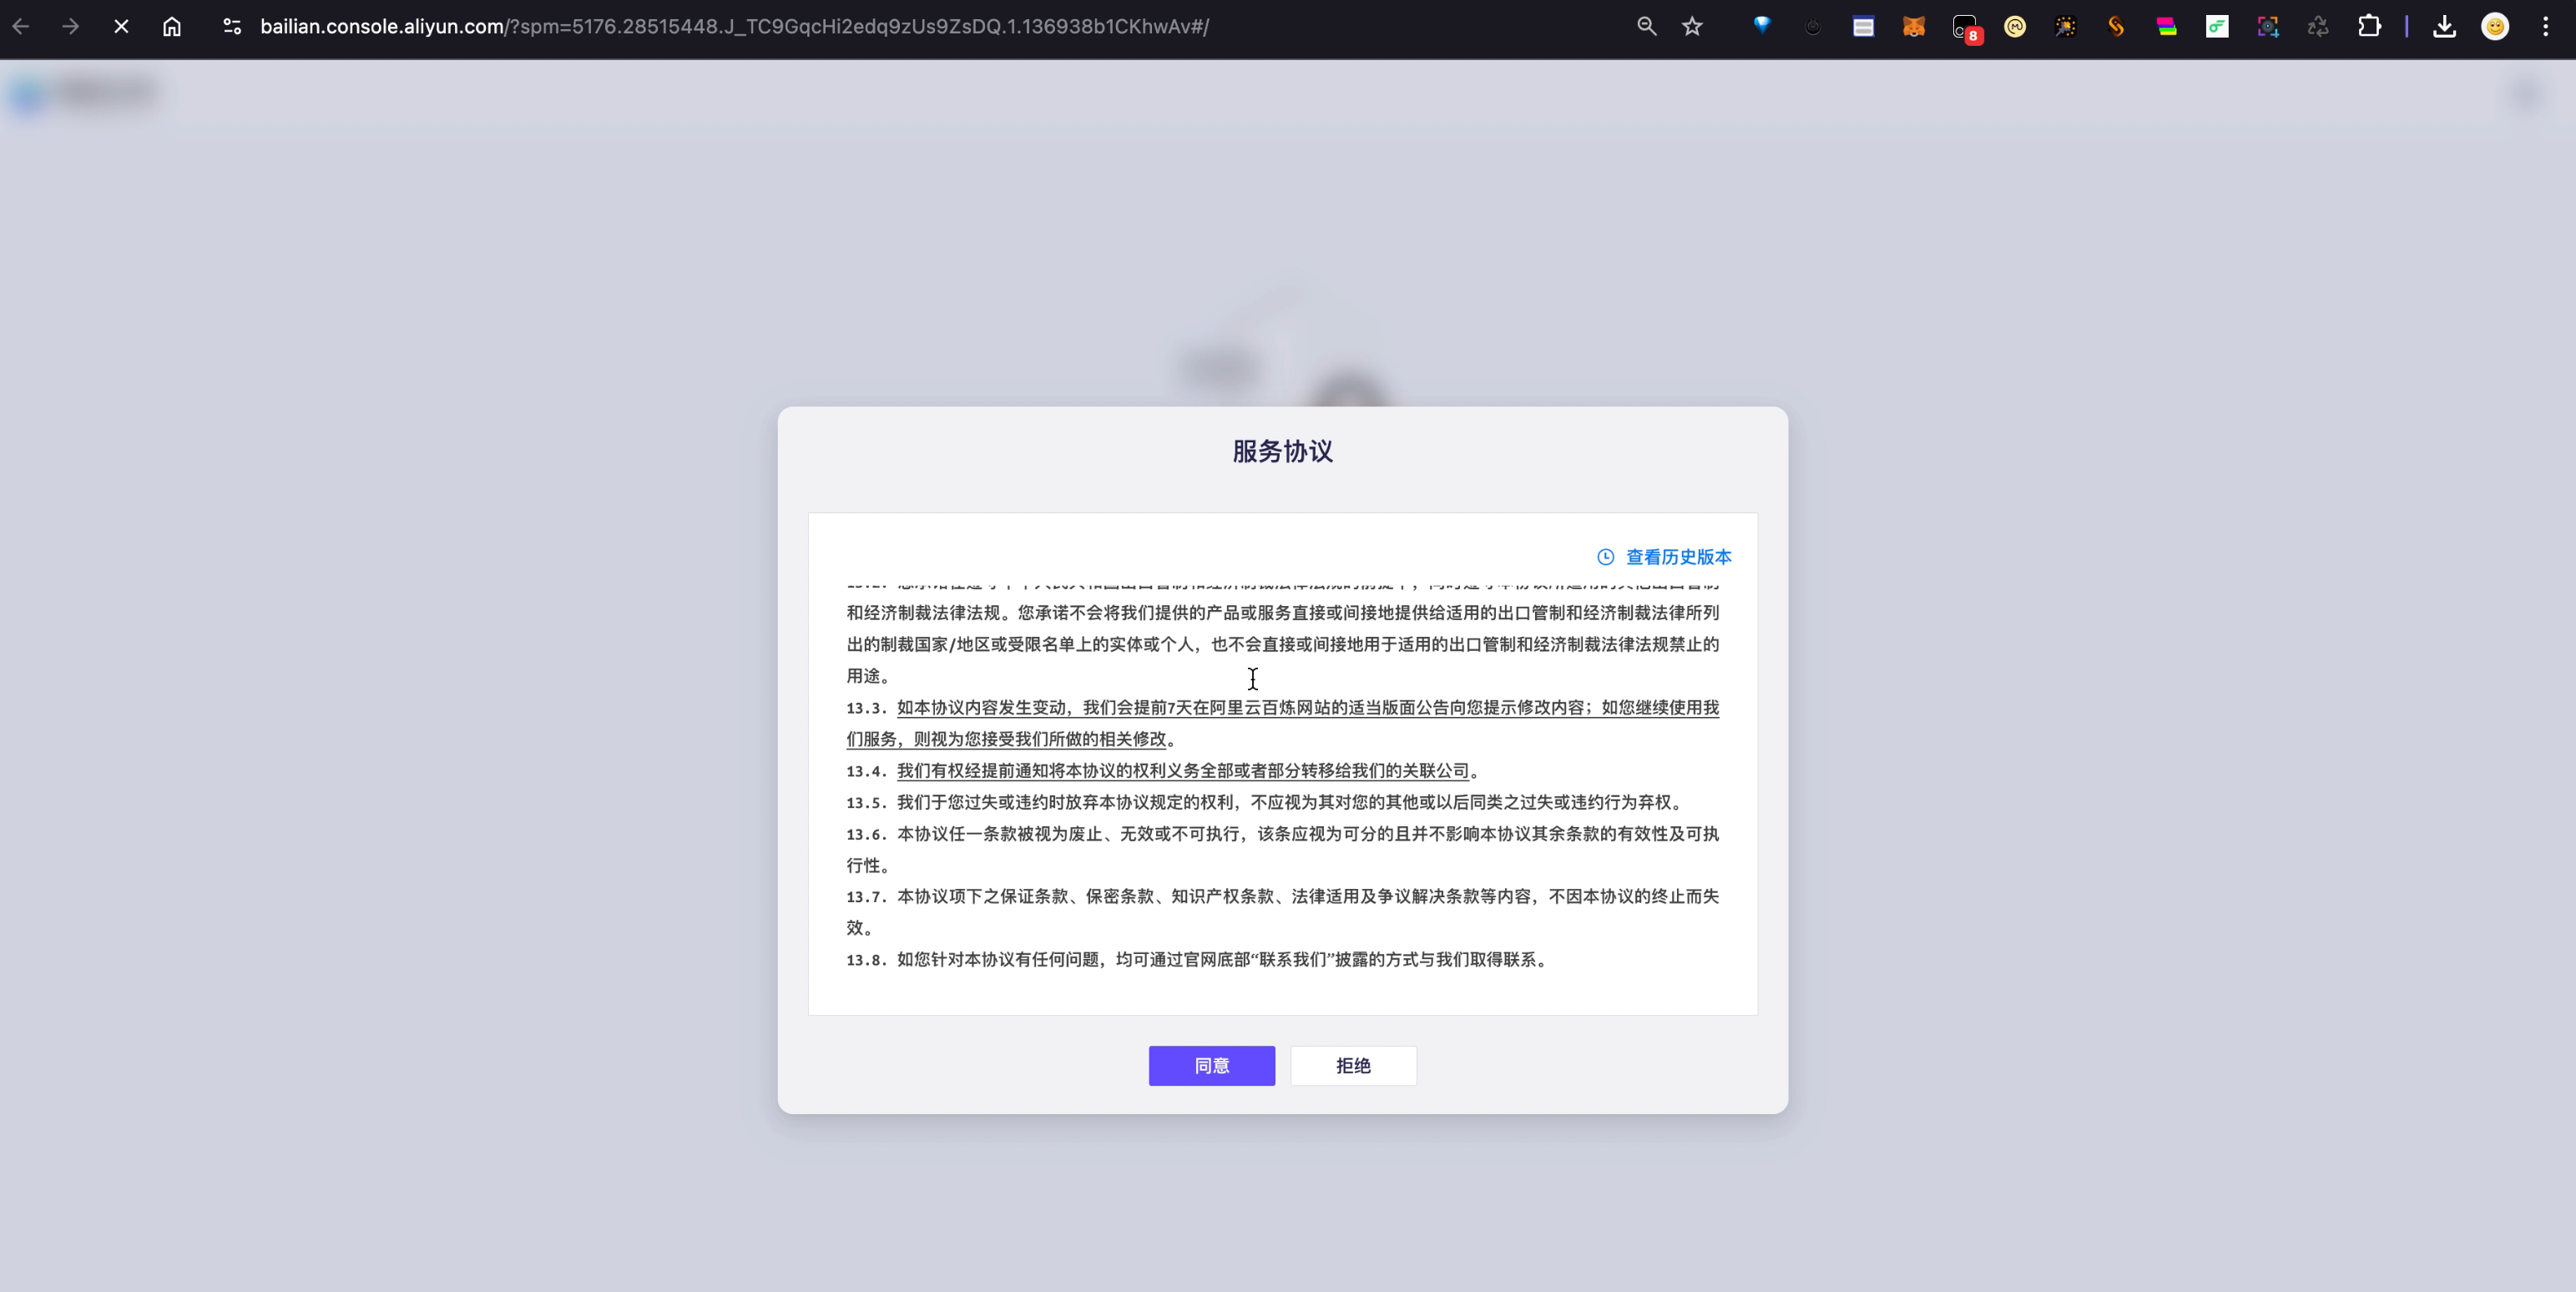 bailian.console.aliyun.com/?spm=5176.28515448.J_TC9GqcHi2edq9zUs9ZsDQ.1.136938b1CKhwAv#/
8
服务协议
查看历史版本
和经济制裁法律法规。您承诺不会将我们提供的产品或服务直接或间接地提供给适用的出口管制和经济制裁法律所列
出的制裁国家/地区或受限名单上的实体或个人，也不会直接或间接地用于适用的出口管制和经济制裁法律法规禁止的
用途。
13.3. 如本协议内容发生变动，我们会提前7天在阿里云百炼网站的适当版面公告向您提示修改内容；如您继续使用我
们服务，则视为您接受我们所做的相关修改。
13.4. 我们有权经提前通知将本协议的权利义务全部或者部分转移给我们的关联公司。
13.5. 我们于您过失或违约时放弃本协议规定的权利，不应视为其对您的其他或以后同类之过失或违约行为弃权。
13.6. 本协议任一条款被视为废止、无效或不可执行，该条应视为可分的且并不影响本协议其余条款的有效性及可执
行性。
13.7. 本协议项下之保证条款、保密条款、知识产权条款、法律适用及争议解决条款等内容，不因本协议的终止而失
效。
13.8. 如您针对本协议有任何问题，均可通过官网底部“联系我们”披露的方式与我们取得联系。
同意
拒绝